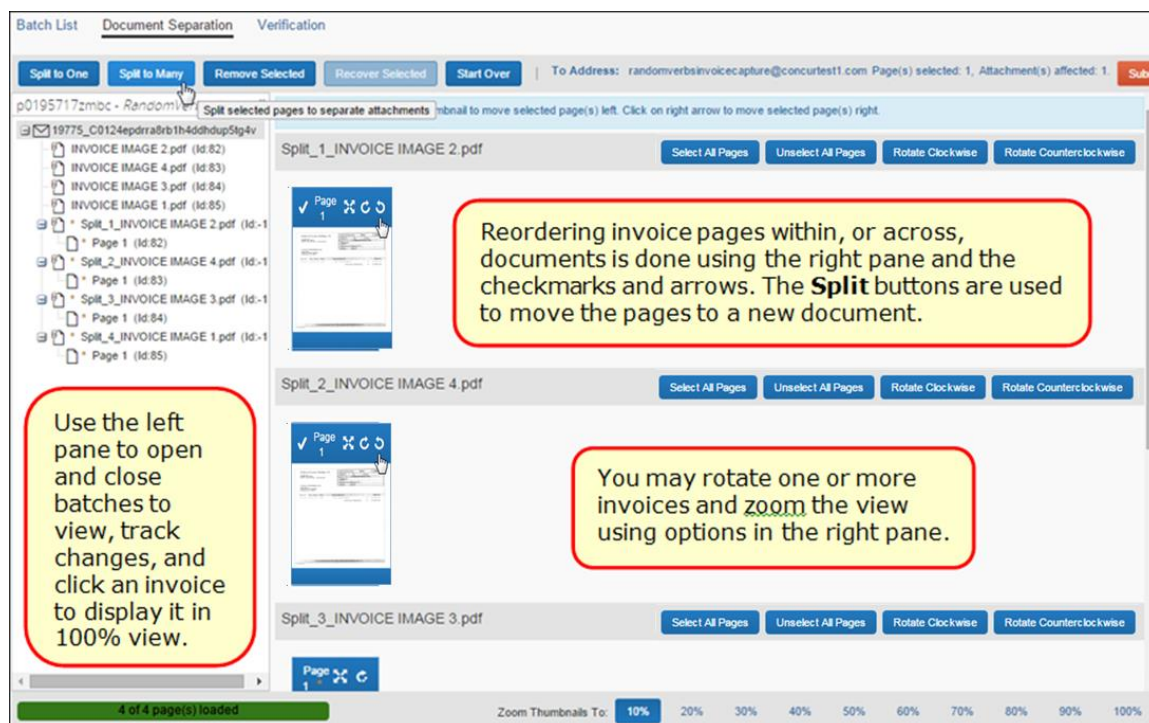 Batch List Document Separation Verification
Split to One Split to Many Remove Selected Recover Selected Start Over | To Address: randomverbsinvoicecapture@concurtest1.com Page(s) selected: 1, Attachment(s) affected: 1. Sub
p0195717zmbc - RandomVer
Split selected pages to separate attachments
mbnail to move selected page(s) left. Click on right arrow to move selected page(s) right.
19775_C0124epdrra8rb1h4ddhdup5tg4v
INVOICE IMAGE 2.pdf (Id:82)
INVOICE IMAGE 4.pdf (Id:83)
INVOICE IMAGE 3.pdf (Id:84)
INVOICE IMAGE 1.pdf (Id:85)
* Split_1_INVOICE IMAGE 2.pdf (Id:-1
* Page 1 (Id:82)
* Split_2_INVOICE IMAGE 4.pdf (Id:-1
* Page 1 (Id:83)
* Split_3_INVOICE IMAGE 3.pdf (Id:-1
* Page 1 (Id:84)
* Split_4_INVOICE IMAGE 1.pdf (Id:-1
* Page 1 (Id:85)
Use the left
pane to open
and close
batches to
view, track
changes, and
click an invoice
to display it in
100% view.
Split_1_INVOICE IMAGE 2.pdf Select All Pages Unselect All Pages Rotate Clockwise Rotate Counterclockwise
Page
1
Reordering invoice pages within, or across,
documents is done using the right pane and the
checkmarks and arrows. The Split buttons are used
to move the pages to a new document.
Split_2_INVOICE IMAGE 4.pdf Select All Pages Unselect All Pages Rotate Clockwise Rotate Counterclockwise
Page
1
You may rotate one or more
invoices and zoom the view
using options in the right pane.
Split_3_INVOICE IMAGE 3.pdf Select All Pages Unselect All Pages Rotate Clockwise Rotate Counterclockwise
Page
1
4 of 4 page(s) loaded
Zoom Thumbnails To: 10% 20% 30% 40% 50% 60% 70% 80% 90% 100%